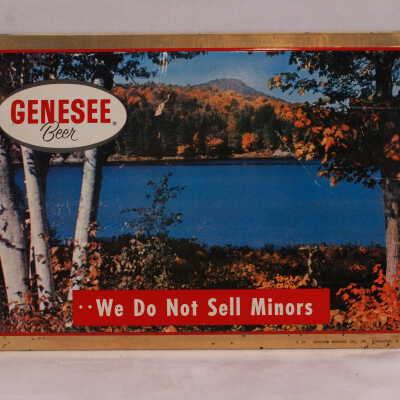 GENESEE®
Beer
··We Do Not Sell Minors